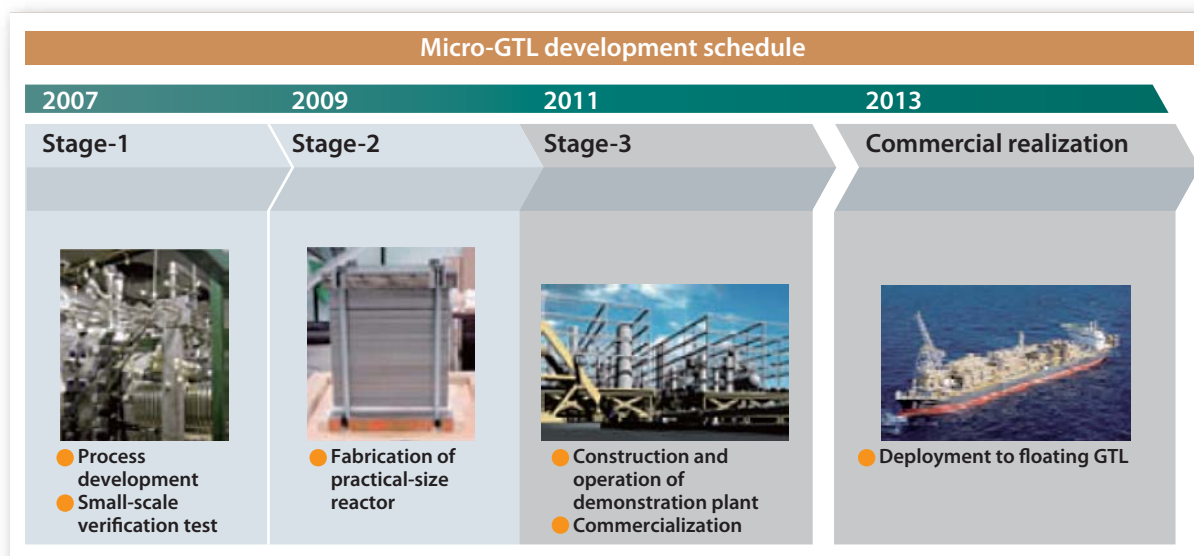 Micro-GTL development schedule
2007
2009
2011
2013
Stage-1
Stage-2
Stage-3
Commercial realization
Process
development
Small-scale
verification test
Fabrication of
practical-size
reactor
Construction and
operation of
demonstration plant
Commercialization
Deployment to floating GTL